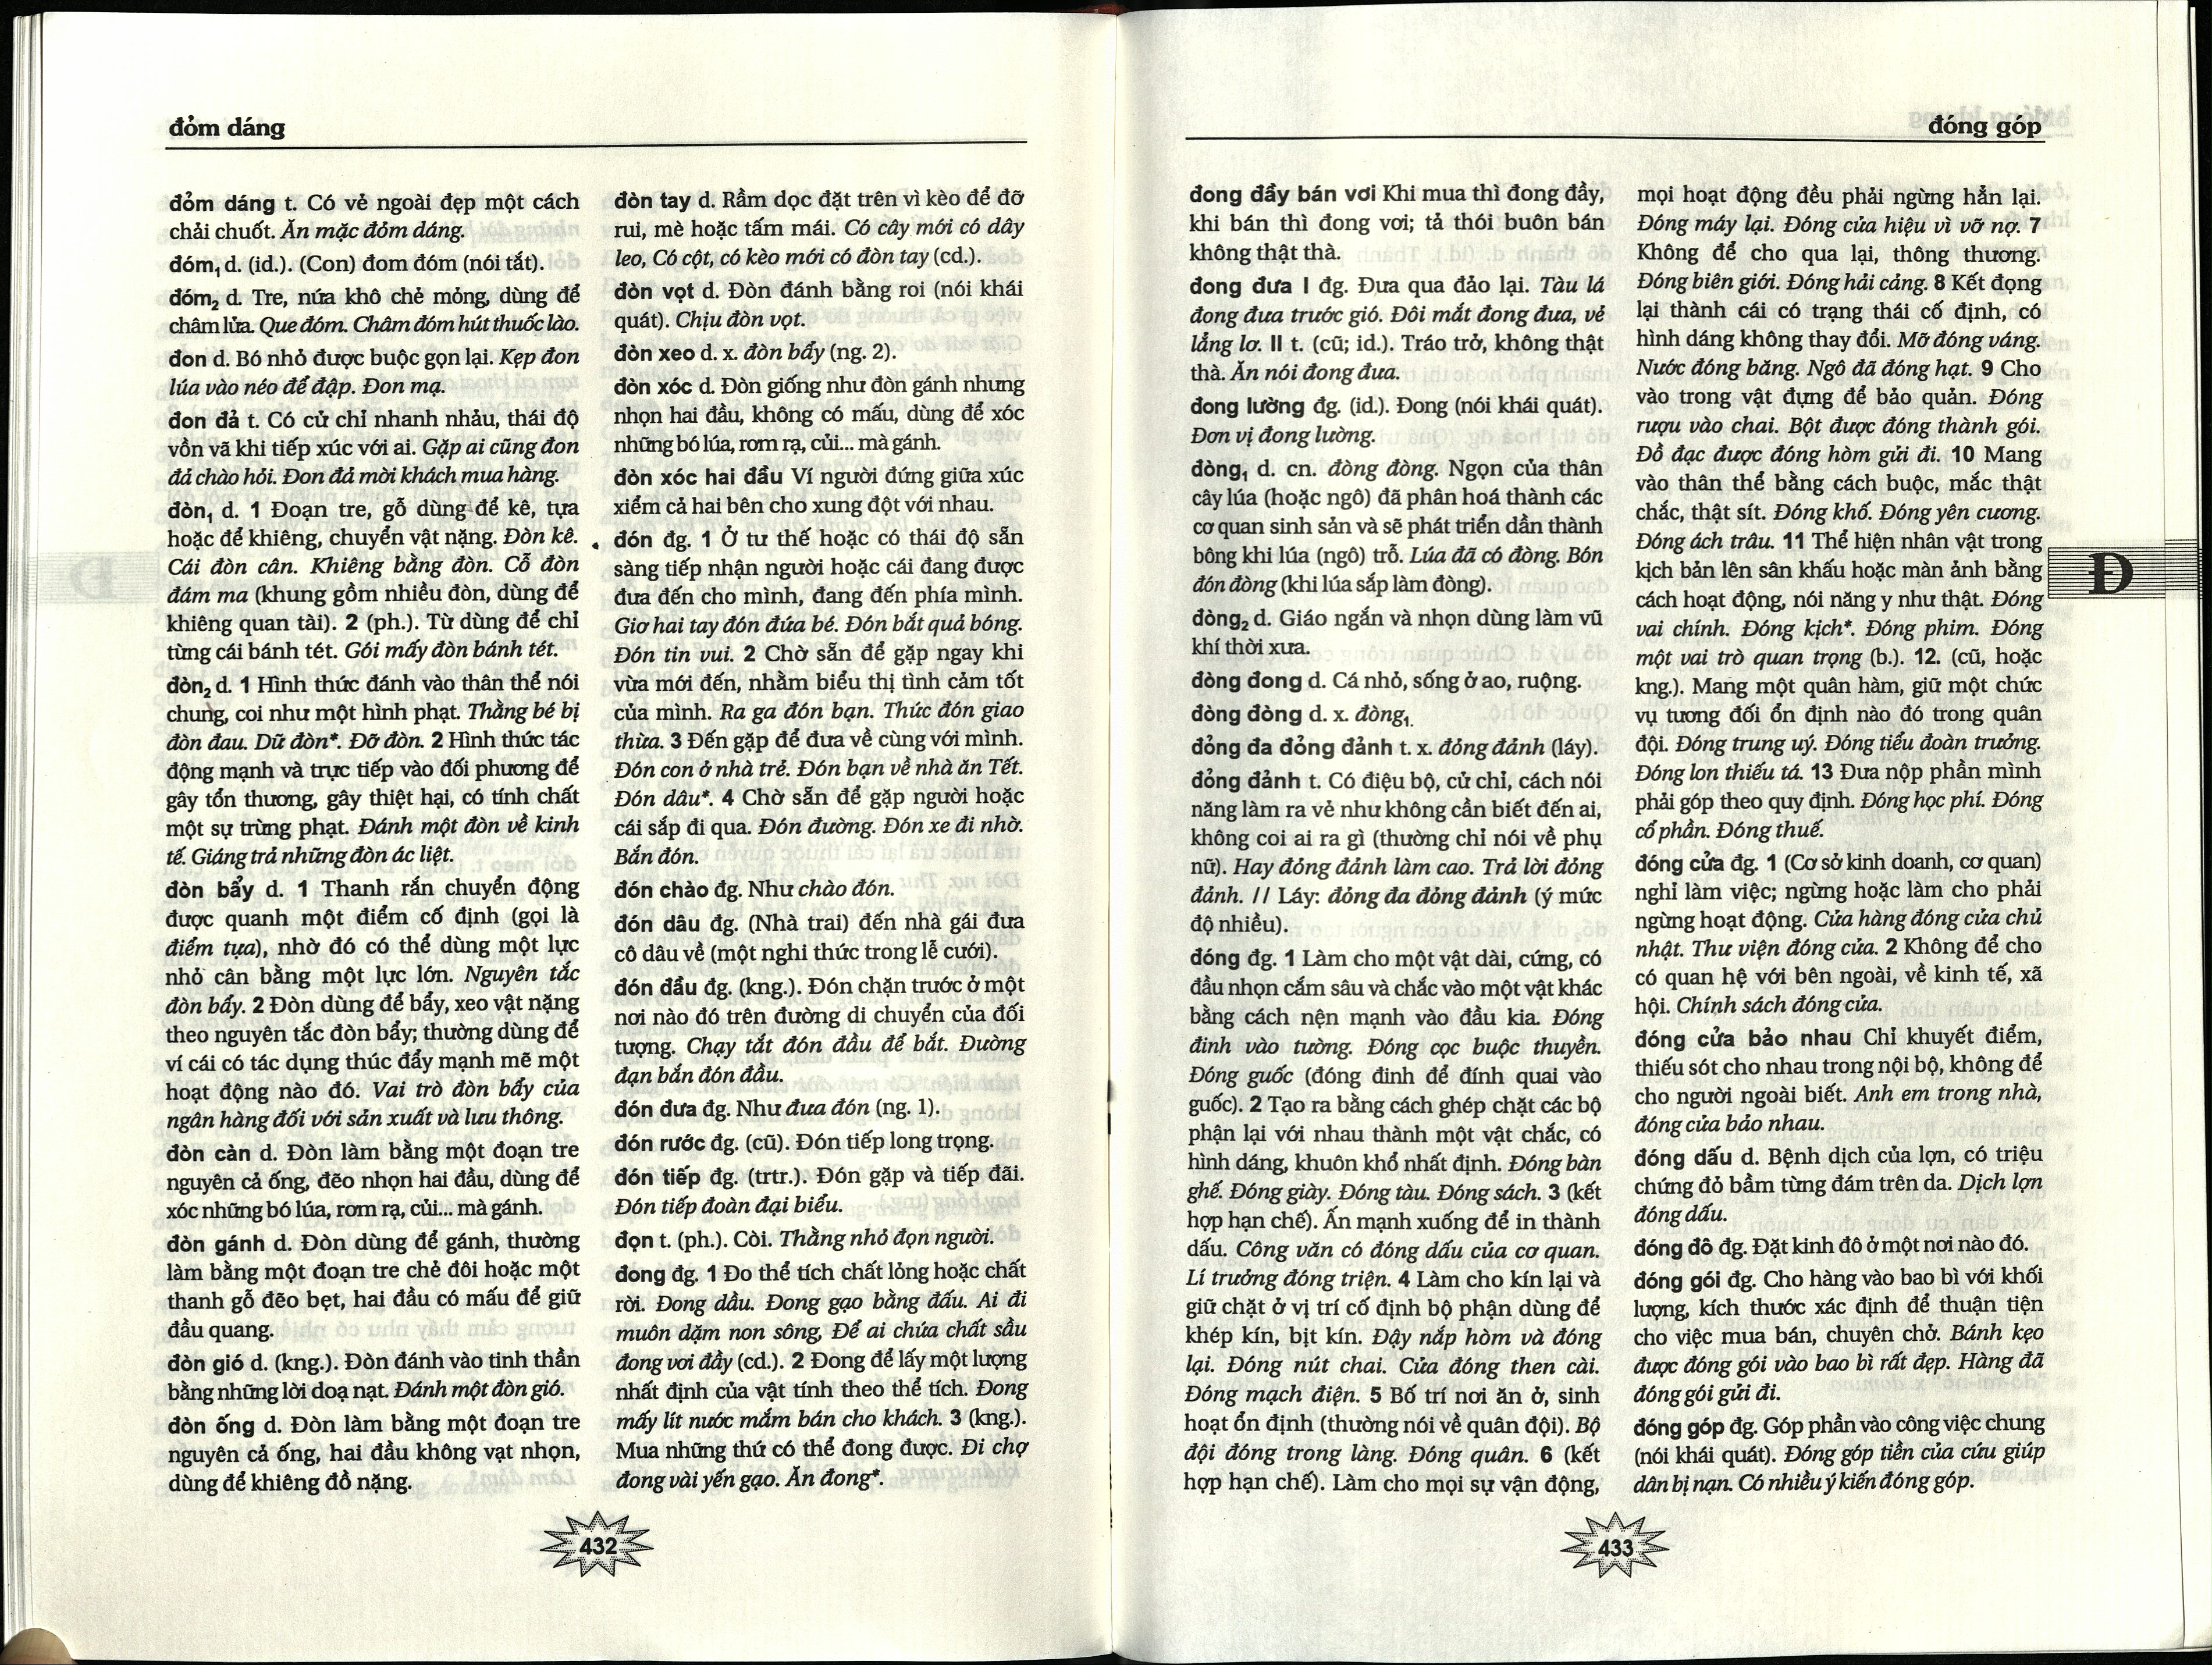 đỏm dáng
đỏm dáng t. Có vẻ ngoài đẹp một cách
chải chuốt. Ăn mặc đỏm dáng.
đóm₁ d. (id.). (Con) đom đóm (nói tắt).
đóm₂ d. Tre, nứa khô chẻ mỏng, dùng để
châm lửa. Que đóm. Châm đóm hút thuốc lào.
đon d. Bó nhỏ được buộc gọn lại. Kẹp đon
lúa vào néo để đập. Đon mạ.
đon đả t. Có cử chỉ nhanh nhảu, thái độ
vồn vã khi tiếp xúc với ai. Gặp ai cũng đon
đả chào hỏi. Đon đả mời khách mua hàng.
đòn₁ d. 1 Đoạn tre, gỗ dùng để kê, tựa
hoặc để khiêng, chuyển vật nặng. Đòn kê.
Cái đòn cân. Khiêng bằng đòn. Cỗ đòn
đám ma (khung gồm nhiều đòn, dùng để
khiêng quan tài). 2 (ph.). Từ dùng để chỉ
từng cái bánh tét. Gói mấy đòn bánh tét.
đòn₂ d. 1 Hình thức đánh vào thân thể nói
chung, coi như một hình phạt. Thằng bé bị
đòn đau. Dữ đòn*. Đỡ đòn. 2 Hình thức tác
động mạnh và trực tiếp vào đối phương để
gây tổn thương, gây thiệt hại, có tính chất
một sự trừng phạt. Đánh một đòn về kinh
tế. Giáng trả những đòn ác liệt.
đòn bẩy d. 1 Thanh rắn chuyển động
được quanh một điểm cố định (gọi là
điểm tựa), nhờ đó có thể dùng một lực
nhỏ cân bằng một lực lớn. Nguyên tắc
đòn bẩy. 2 Đòn dùng để bẩy, xeo vật nặng
theo nguyên tắc đòn bẩy; thường dùng để
ví cái có tác dụng thúc đẩy mạnh mẽ một
hoạt động nào đó. Vai trò đòn bẩy của
ngân hàng đối với sản xuất và lưu thông.
đòn càn d. Đòn làm bằng một đoạn tre
nguyên cả ống, đẽo nhọn hai đầu, dùng để
xóc những bó lúa, rơm rạ, củi... mà gánh.
đòn gánh d. Đòn dùng để gánh, thường
làm bằng một đoạn tre chẻ đôi hoặc một
thanh gỗ đẽo bẹt, hai đầu có mấu để giữ
đầu quang.
đòn gió d. (kng.). Đòn đánh vào tinh thần
bằng những lời doạ nạt. Đánh một đòn gió.
đòn ống d. Đòn làm bằng một đoạn tre
nguyên cả ống, hai đầu không vạt nhọn,
dùng để khiêng đồ nặng.
đòn tay d. Rầm dọc đặt trên vì kèo để đỡ
rui, mè hoặc tấm mái. Có cây mới có dây
leo, Có cột, có kèo mới có đòn tay (cd.).
đòn vọt d. Đòn đánh bằng roi (nói khái
quát). Chịu đòn vọt.
đòn xeo d. x. đòn bẩy (ng. 2).
đòn xóc d. Đòn giống như đòn gánh nhưng
nhọn hai đầu, không có mấu, dùng để xóc
những bó lúa, rơm rạ, củi... mà gánh.
đòn xóc hai đầu Ví người đứng giữa xúc
xiểm cả hai bên cho xung đột với nhau.
đón đg. 1 Ở tư thế hoặc có thái độ sẵn
sàng tiếp nhận người hoặc cái đang được
đưa đến cho mình, đang đến phía mình.
Giơ hai tay đón đứa bé. Đón bắt quả bóng.
Đón tin vui. 2 Chờ sẵn để gặp ngay khi
vừa mới đến, nhằm biểu thị tình cảm tốt
của mình. Ra ga đón bạn. Thức đón giao
thừa. 3 Đến gặp để đưa về cùng với mình.
Đón con ở nhà trẻ. Đón bạn về nhà ăn Tết.
Đón dâu*. 4 Chờ sẵn để gặp người hoặc
cái sắp đi qua. Đón đường. Đón xe đi nhờ.
Bắn đón.
đón chào đg. Như chào đón.
đón dâu đg. (Nhà trai) đến nhà gái đưa
cô dâu về (một nghi thức trong lễ cưới).
đón đầu đg. (kng.). Đón chặn trước ở một
nơi nào đó trên đường di chuyển của đối
tượng. Chạy tắt đón đầu để bắt. Đường
đạn bắn đón đầu.
đón đưa đg. Như đưa đón (ng. 1).
đón rước đg. (cũ). Đón tiếp long trọng.
đón tiếp đg. (trtr.). Đón gặp và tiếp đãi.
Đón tiếp đoàn đại biểu.
đọn t. (ph.). Còi. Thằng nhỏ đọn người.
đong đg. 1 Đo thể tích chất lỏng hoặc chất
rời. Đong dầu. Đong gạo bằng đấu. Ai đi
muôn dặm non sông, Để ai chứa chất sầu
đong vơi đầy (cd.). 2 Đong để lấy một lượng
nhất định của vật tính theo thể tích. Đong
mấy lít nước mắm bán cho khách. 3 (kng.).
Mua những thứ có thể đong được. Đi chợ
đong vài yến gạo. Ăn đong*.
432
đóng góp
đong đầy bán vơi Khi mua thì đong đầy,
khi bán thì đong vơi; tả thói buôn bán
không thật thà.
đong đưa I đg. Đưa qua đảo lại. Tàu lá
đong đưa trước gió. Đôi mắt đong đưa, vẻ
lẳng lơ. II t. (cũ; id.). Tráo trở, không thật
thà. Ăn nói đong đưa.
đong lường đg. (id.). Đong (nói khái quát).
Đơn vị đong lường.
đòng₁ d. cn. đòng đòng. Ngọn của thân
cây lúa (hoặc ngô) đã phân hoá thành các
cơ quan sinh sản và sẽ phát triển dần thành
bông khi lúa (ngô) trỗ. Lúa đã có đòng. Bón
đón đòng (khi lúa sắp làm đòng).
đòng₂ d. Giáo ngắn và nhọn dùng làm vũ
khí thời xưa.
đòng đong d. Cá nhỏ, sống ở ao, ruộng.
đòng đòng d. x. đòng₁.
đỏng đa đỏng đảnh t. x. đỏng đảnh (láy).
đỏng đảnh t. Có điệu bộ, cử chỉ, cách nói
năng làm ra vẻ như không cần biết đến ai,
không coi ai ra gì (thường chỉ nói về phụ
nữ). Hay đỏng đảnh làm cao. Trả lời đỏng
đảnh. // Láy: đỏng đa đỏng đảnh (ý mức
độ nhiều).
đóng đg. 1 Làm cho một vật dài, cứng, có
đầu nhọn cắm sâu và chắc vào một vật khác
bằng cách nện mạnh vào đầu kia. Đóng
đinh vào tường. Đóng cọc buộc thuyền.
Đóng guốc (đóng đinh để đính quai vào
guốc). 2 Tạo ra bằng cách ghép chặt các bộ
phận lại với nhau thành một vật chắc, có
hình dáng, khuôn khổ nhất định. Đóng bàn
ghế. Đóng giày. Đóng tàu. Đóng sách. 3 (kết
hợp hạn chế). Ấn mạnh xuống để in thành
dấu. Công văn có đóng dấu của cơ quan.
Lí trưởng đóng triện. 4 Làm cho kín lại và
giữ chặt ở vị trí cố định bộ phận dùng để
khép kín, bịt kín. Đậy nắp hòm và đóng
lại. Đóng nút chai. Cửa đóng then cài.
Đóng mạch điện. 5 Bố trí nơi ăn ở, sinh
hoạt ổn định (thường nói về quân đội). Bộ
đội đóng trong làng. Đóng quân. 6 (kết
hợp hạn chế). Làm cho mọi sự vận động,
mọi hoạt động đều phải ngừng hẳn lại.
Đóng máy lại. Đóng cửa hiệu vì vỡ nợ. 7
Không để cho qua lại, thông thương.
Đóng biên giới. Đóng hải cảng. 8 Kết đọng
lại thành cái có trạng thái cố định, có
hình dáng không thay đổi. Mỡ đóng váng.
Nước đóng băng. Ngô đã đóng hạt. 9 Cho
vào trong vật đựng để bảo quản. Đóng
rượu vào chai. Bột được đóng thành gói.
Đồ đạc được đóng hòm gửi đi. 10 Mang
vào thân thể bằng cách buộc, mắc thật
chắc, thật sít. Đóng khố. Đóng yên cương.
Đóng ách trâu. 11 Thể hiện nhân vật trong
kịch bản lên sân khấu hoặc màn ảnh bằng
cách hoạt động, nói năng y như thật. Đóng
vai chính. Đóng kịch*. Đóng phim. Đóng
một vai trò quan trọng (b.). 12. (cũ, hoặc
kng.). Mang một quân hàm, giữ một chức
vụ tương đối ổn định nào đó trong quân
đội. Đóng trung uý. Đóng tiểu đoàn trưởng.
Đóng lon thiếu tá. 13 Đưa nộp phần mình
phải góp theo quy định. Đóng học phí. Đóng
cổ phần. Đóng thuế.
đóng cửa đg. 1 (Cơ sở kinh doanh, cơ quan)
nghỉ làm việc; ngừng hoặc làm cho phải
ngừng hoạt động. Cửa hàng đóng cửa chủ
nhật. Thư viện đóng cửa. 2 Không để cho
có quan hệ với bên ngoài, về kinh tế, xã
hội. Chính sách đóng cửa.
đóng cửa bảo nhau Chỉ khuyết điểm,
thiếu sót cho nhau trong nội bộ, không để
cho người ngoài biết. Anh em trong nhà,
đóng cửa bảo nhau.
đóng dấu d. Bệnh dịch của lợn, có triệu
chứng đỏ bầm từng đám trên da. Dịch lợn
đóng dấu.
đóng đô đg. Đặt kinh đô ở một nơi nào đó.
đóng gói đg. Cho hàng vào bao bì với khối
lượng, kích thước xác định để thuận tiện
cho việc mua bán, chuyên chở. Bánh kẹo
được đóng gói vào bao bì rất đẹp. Hàng đã
đóng gói gửi đi.
đóng góp đg. Góp phần vào công việc chung
(nói khái quát). Đóng góp tiền của cứu giúp
dân bị nạn. Có nhiều ý kiến đóng góp.
Đ
433